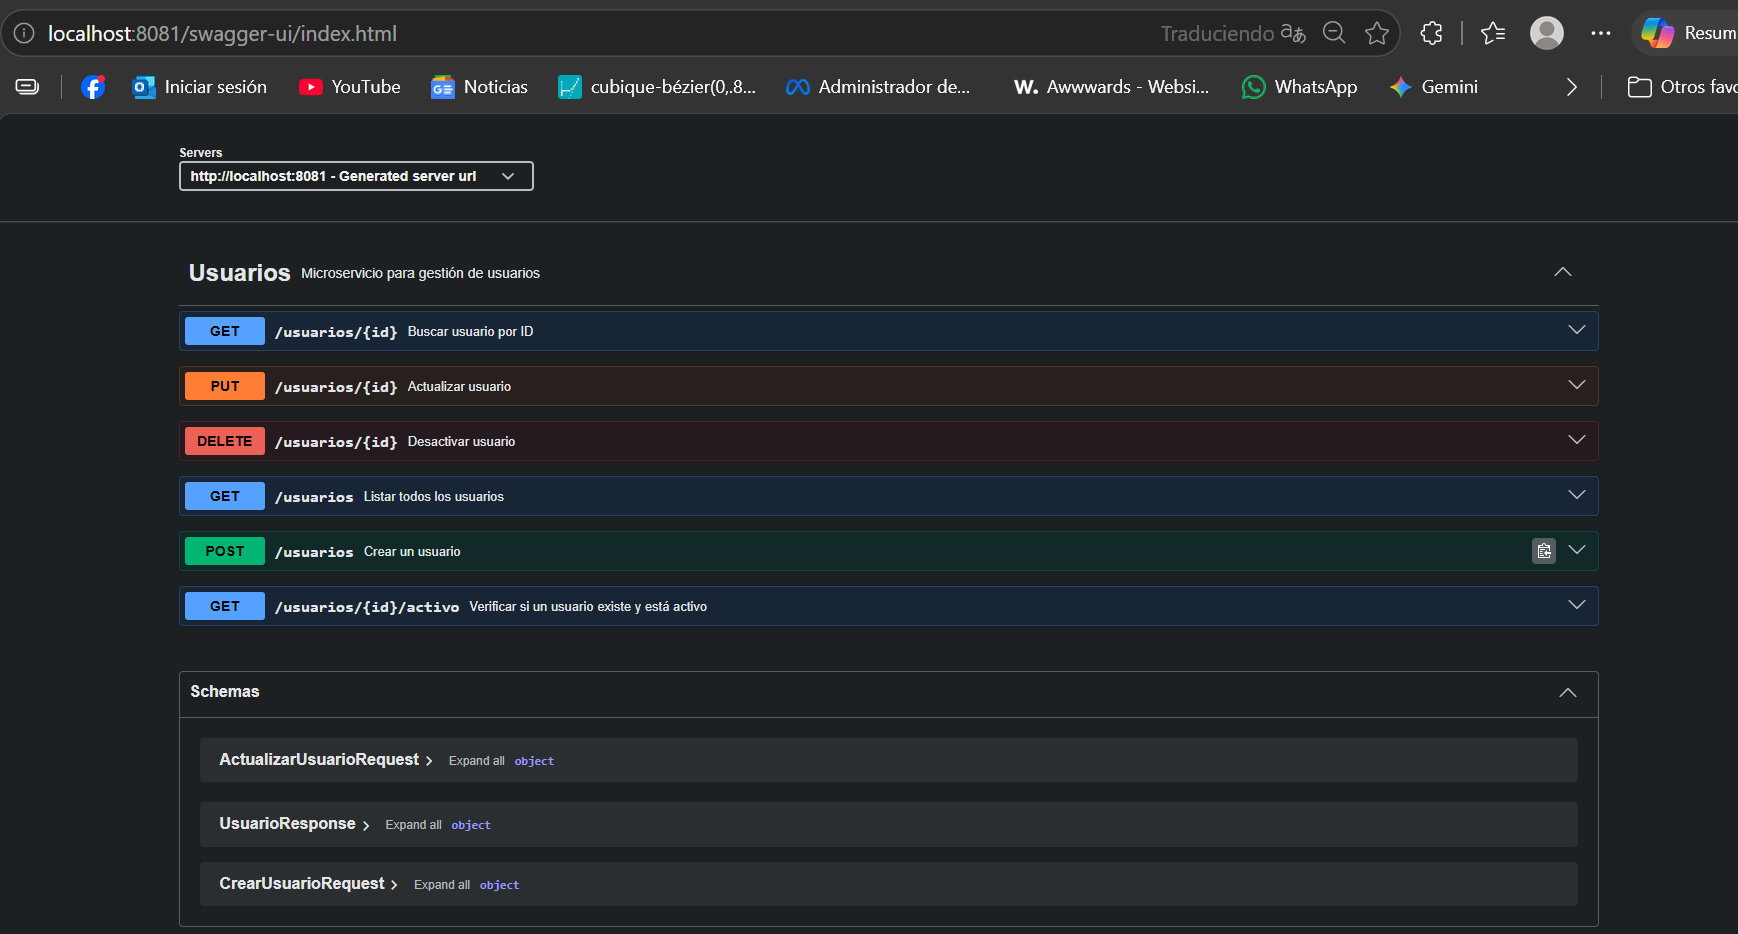 localhost:8081/swagger-ui/index.html
Traduciendo
Resum
Iniciar sesión
YouTube
Noticias
cubique-bézier(0,8...
Administrador de...
W. Awwwards - Websi...
WhatsApp
Gemini
Otros favo
Servers
http://localhost:8081 - Generated server url
Usuarios Microservicio para gestión de usuarios
GET /usuarios/{id} Buscar usuario por ID
PUT /usuarios/{id} Actualizar usuario
DELETE /usuarios/{id} Desactivar usuario
GET /usuarios Listar todos los usuarios
POST /usuarios Crear un usuario
GET /usuarios/{id}/activo Verificar si un usuario existe y está activo
Schemas
ActualizarUsuarioRequest Expand all object
UsuarioResponse Expand all object
CrearUsuarioRequest Expand all object